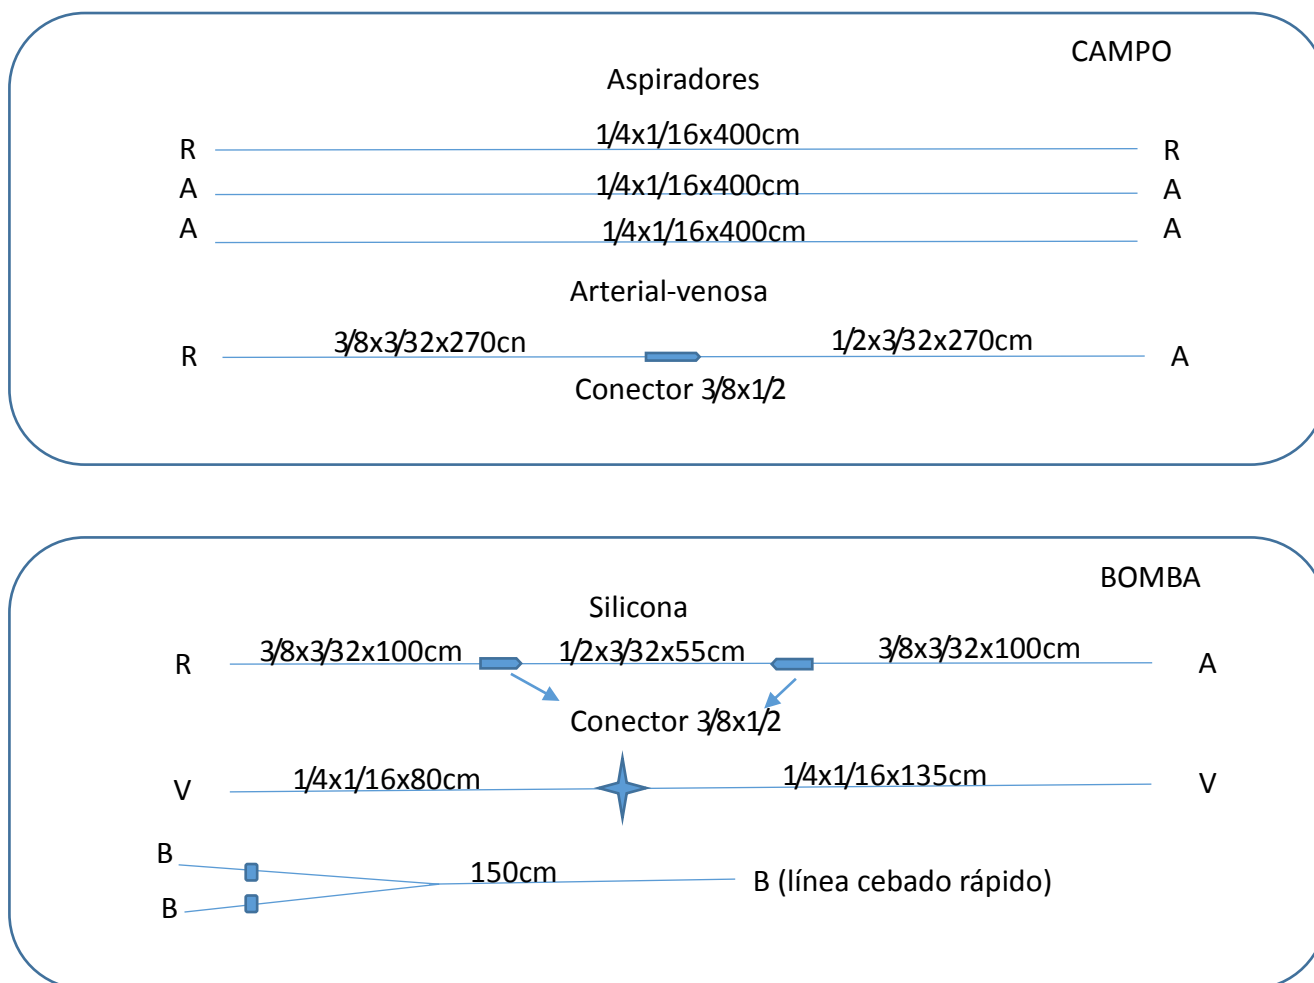 CAMPO
Aspiradores
R 1/4x1/16x400cm R
A 1/4x1/16x400cm A
A 1/4x1/16x400cm A
Arterial-venosa
R 3/8x3/32x270cn 1/2x3/32x270cm A
Conector 3/8x1/2
BOMBA
Silicona
R 3/8x3/32x100cm 1/2x3/32x55cm 3/8x3/32x100cm A
Conector 3/8x1/2
V 1/4x1/16x80cm 1/4x1/16x135cm V
B 150cm B (línea cebado rápido)
B